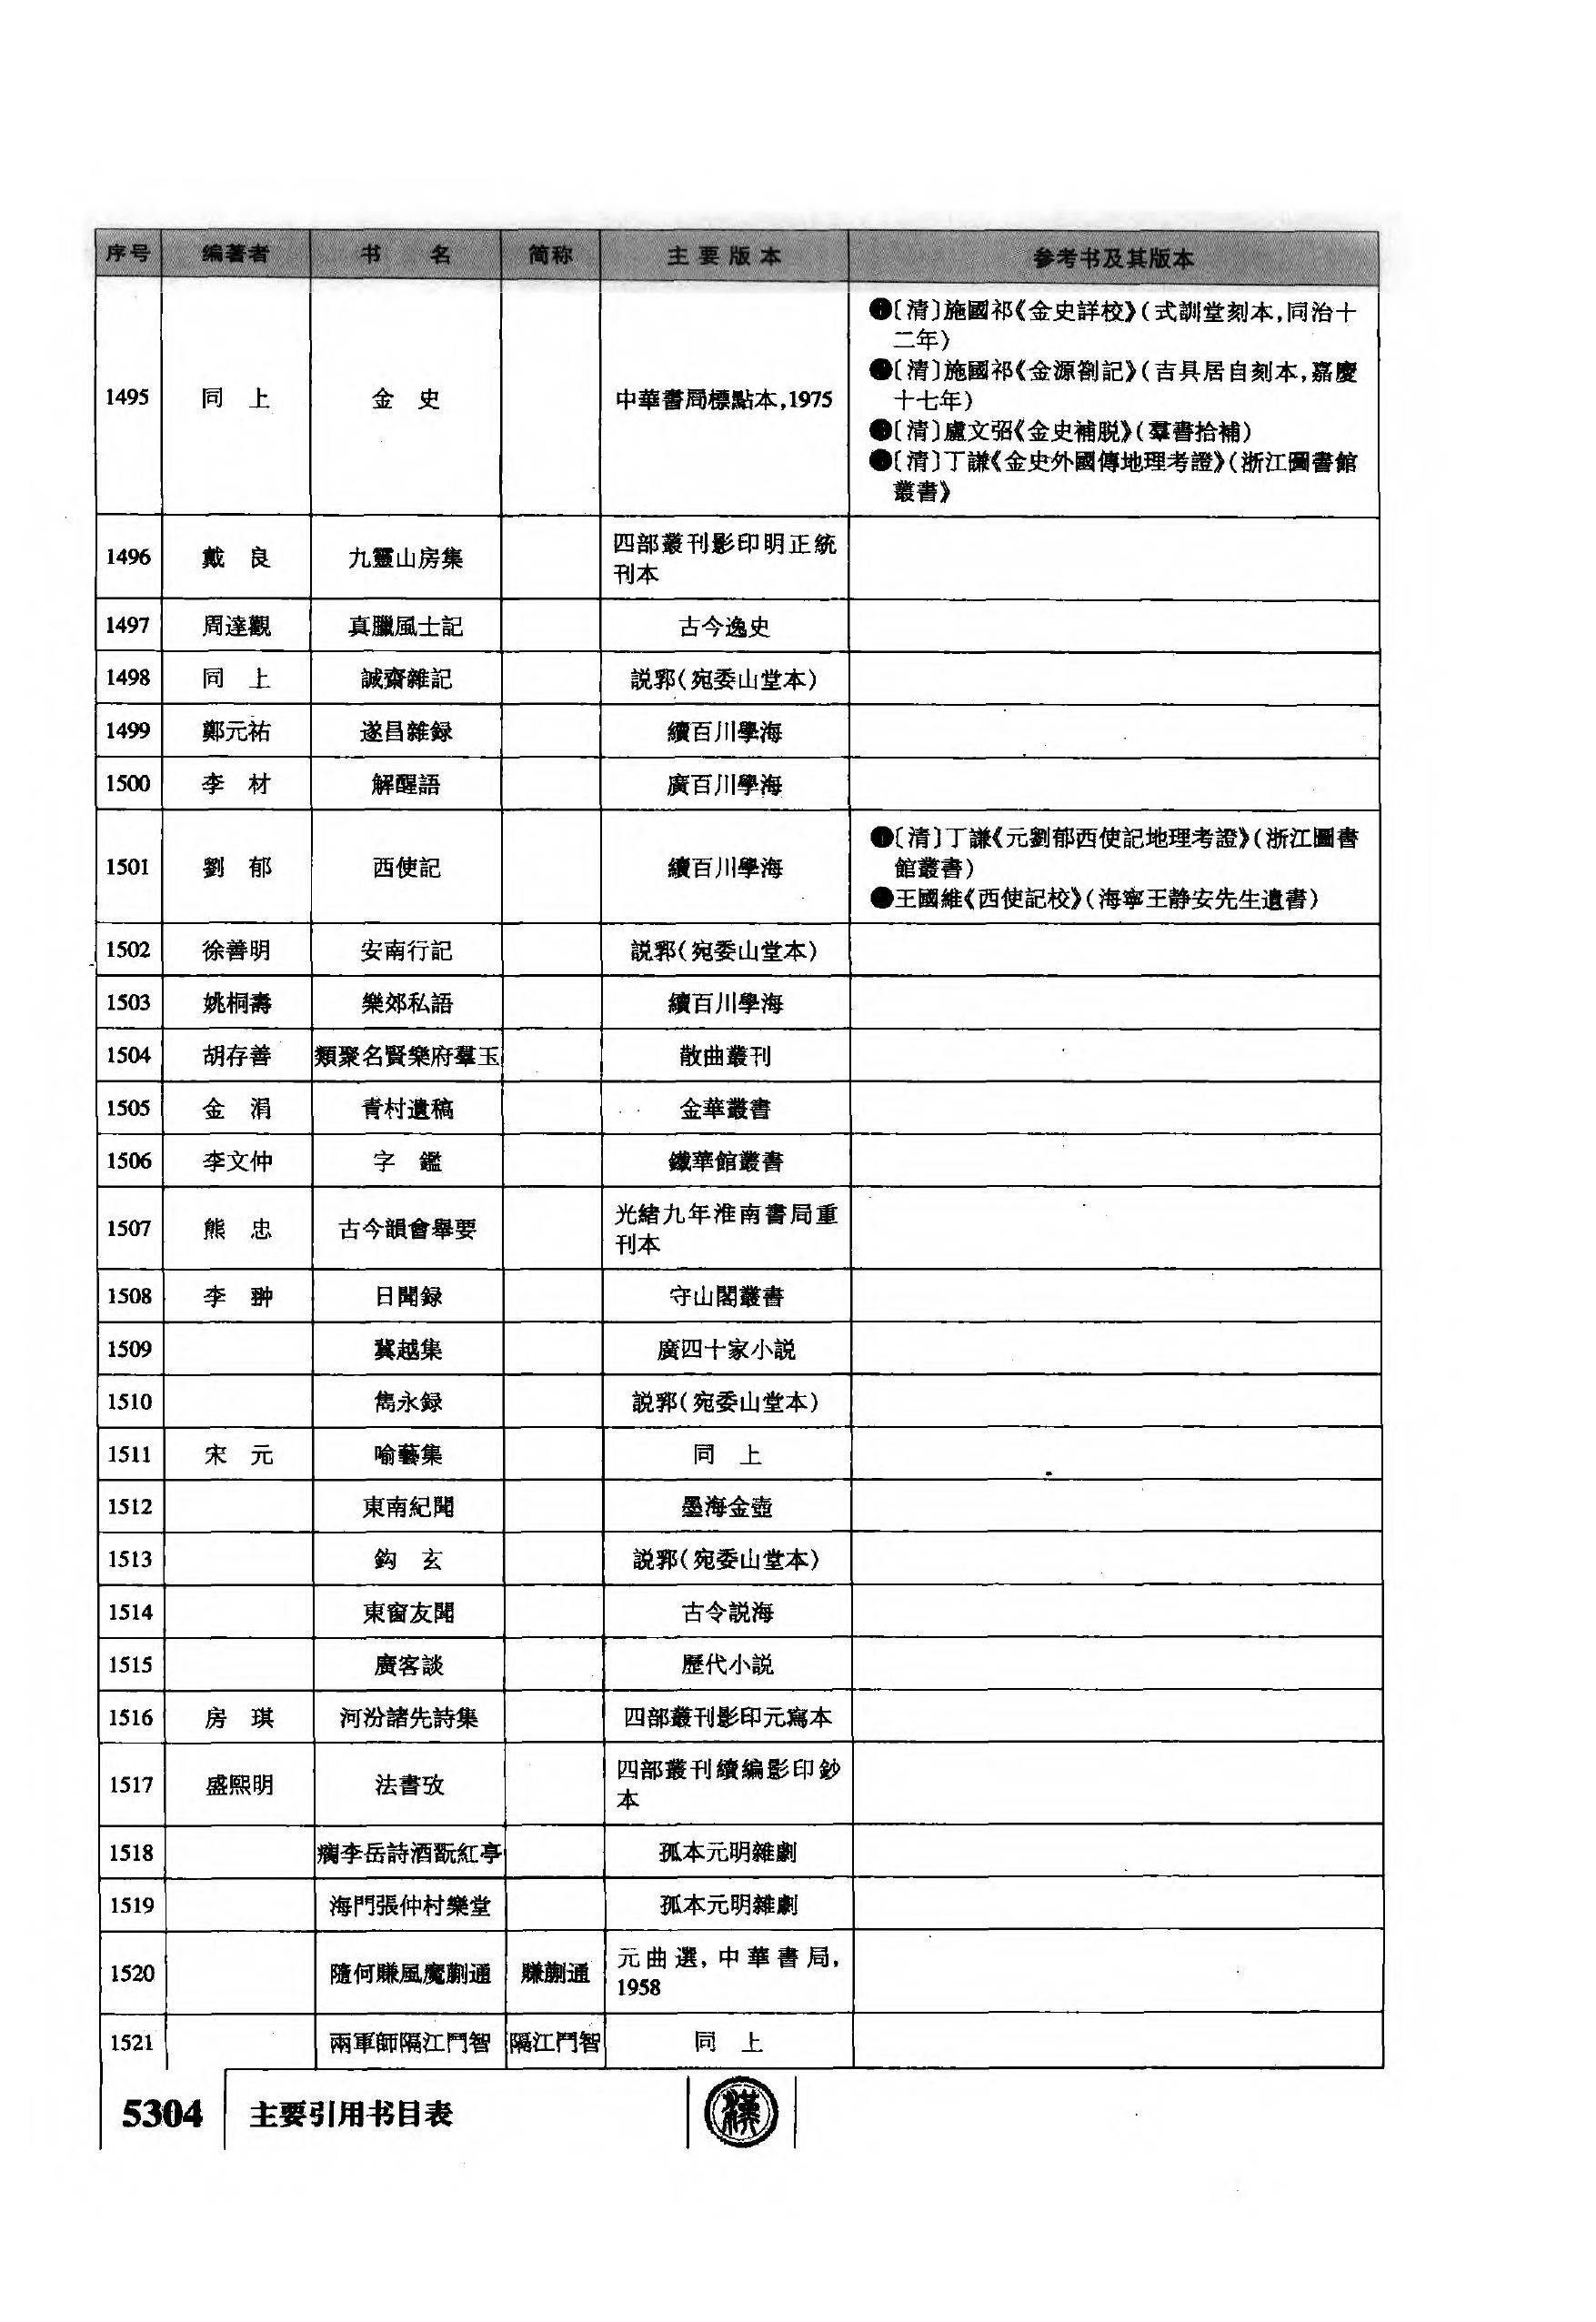 序号 编著者 书 名 简称 主要版本 参考书及其版本
1495 同 上 金 史 中華書局標點本,1975
●〔清〕施國祁《金史詳校》(式訓堂刻本,同治十
二年)
●〔清〕施國祁《金源劄記》(吉具居自刻本,嘉慶
十七年)
●〔清〕盧文弨《金史補脱》(羣書拾補)
●〔清〕丁謙《金史外國傳地理考證》(浙江圖書館
叢書》
1496 戴 良 九靈山房集 四部叢刊影印明正統
刊本
1497 周達觀 真臘風土記 古今逸史
1498 同 上 誠齋雜記 説郛(宛委山堂本)
1499 鄭元祐 遂昌雜録 續百川學海
1500 李 材 解醒語 廣百川學海
1501 劉 郁 西使記 續百川學海
●〔清〕丁謙《元劉郁西使記地理考證》(浙江圖書
館叢書)
●王國維《西使記校》(海寧王静安先生遺書)
1502 徐善明 安南行記 説郛(宛委山堂本)
1503 姚桐壽 樂郊私語 續百川學海
1504 胡存善 類聚名賢樂府羣玉 散曲叢刊
1505 金 涓 青村遺稿 金華叢書
1506 李文仲 字 鑑 鐵華館叢書
1507 熊 忠 古今韻會舉要 光緒九年淮南書局重
刊本
1508 李 翀 日聞録 守山閣叢書
1509 冀越集 廣四十家小説
1510 雋永録 説郛(宛委山堂本)
1511 宋 元 喻藝集 同 上
1512 東南紀聞 墨海金壺
1513 鈎 玄 説郛(宛委山堂本)
1514 東窗友聞 古令説海
1515 廣客談 歷代小説
1516 房 琪 河汾諸先詩集 四部叢刊影印元寫本
1517 盛熙明 法書攷 四部叢刊續編影印鈔
本
1518 瘸李岳詩酒翫紅亭 孤本元明雜劇
1519 海門張仲村樂堂 孤本元明雜劇
1520 隨何賺風魔蒯通 賺蒯通 元曲選,中華書局,
1958
1521 兩軍師隔江鬥智 隔江鬥智 同 上
5304 主要引用书目表
漢